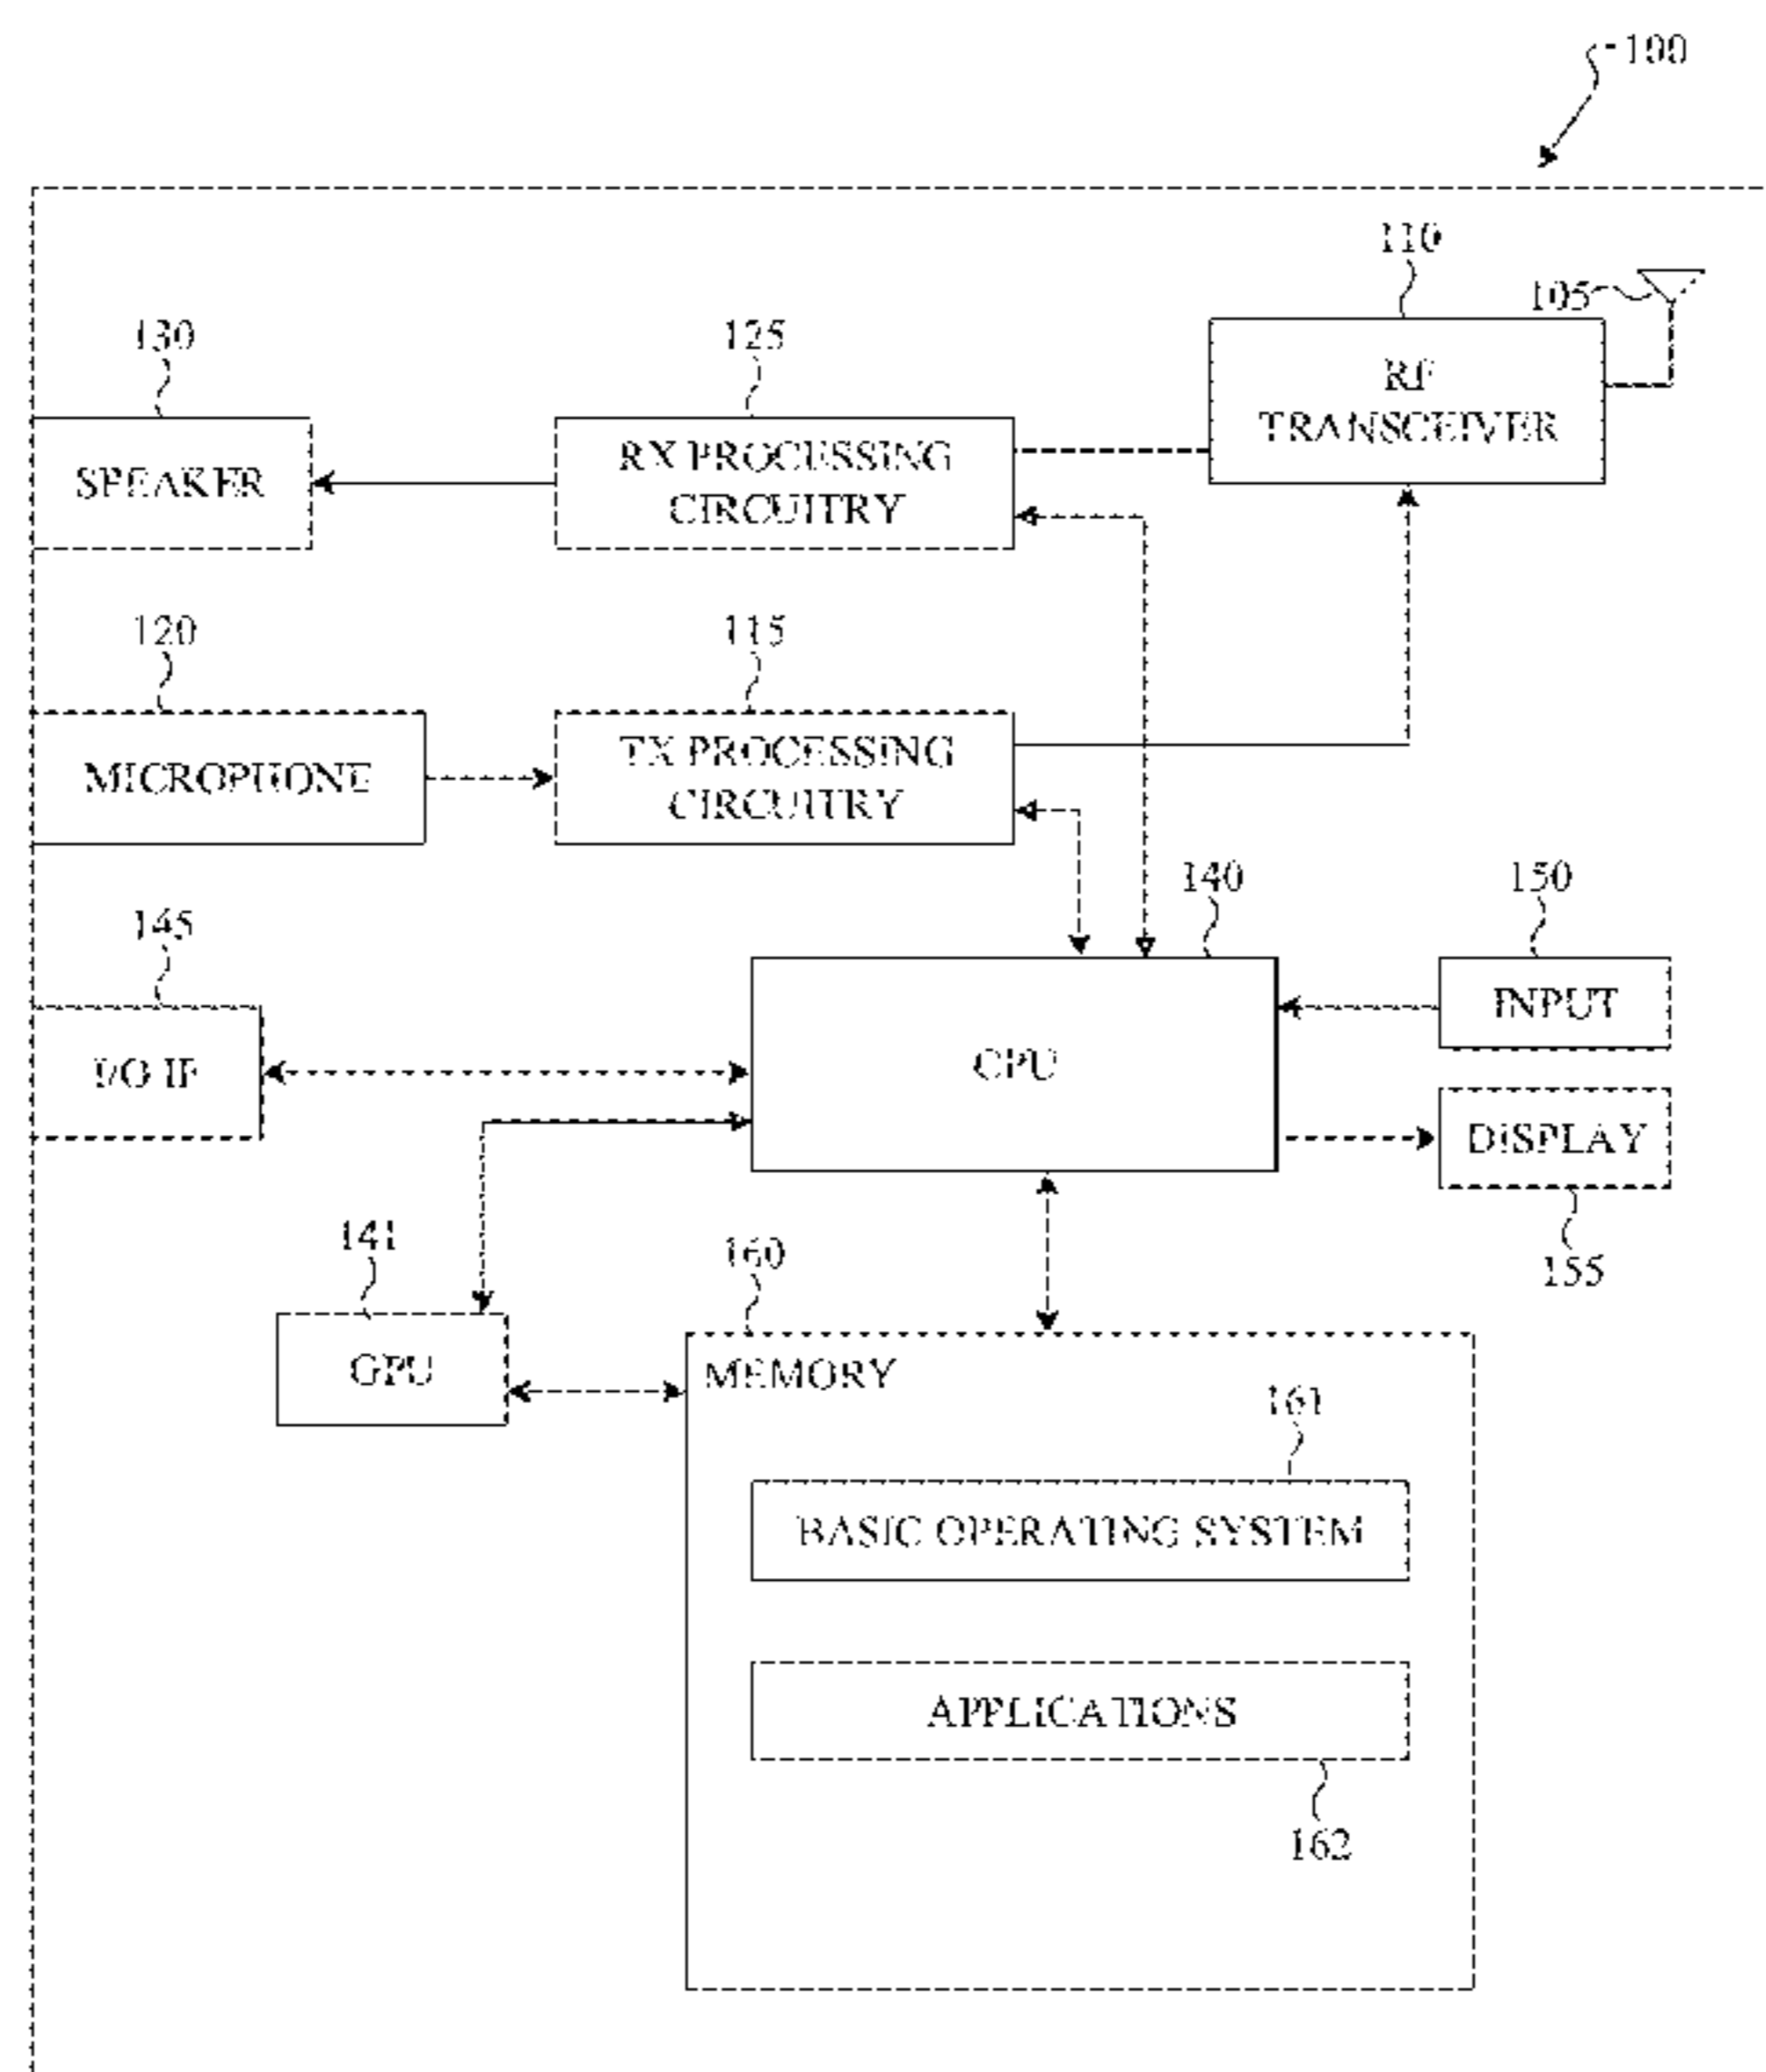 100
110
105
130
125
RF
TRANSCEIVER
SPEAKER
RX PROCESSING
CIRCUITRY
120
115
MICROPHONE
TX PROCESSING
CIRCUITRY
140
150
145
INPUT
I/O IF
CPU
DISPLAY
141
160
155
GPU
MEMORY
161
BASIC OPERATING SYSTEM
APPLICATIONS
162